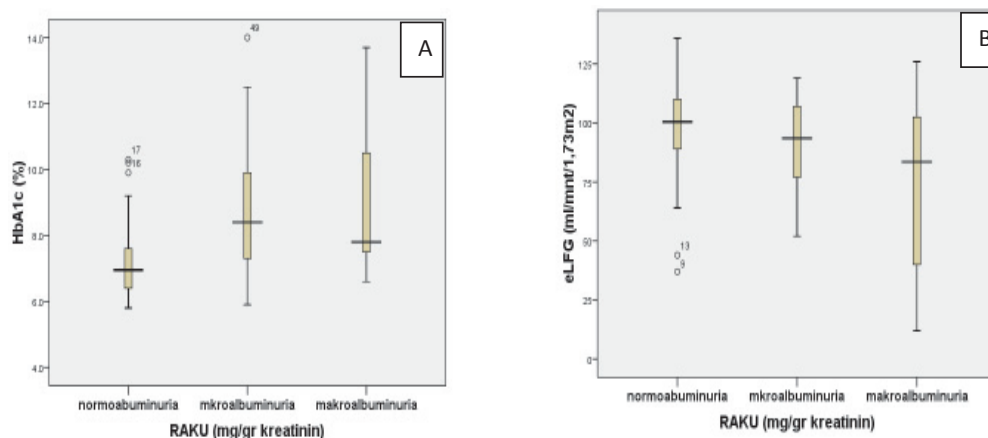 A
HbA1c (%)
14.0
12.0
10.0
8.0
6.0
4.0
17
16
49
normoabuminuria
mkroalbuminuria
makroalbuminuria
RAKU (mg/gr kreatinin)
B
eLFG (ml/mnt/1,73m2)
125
100
75
50
25
0
13
9
normoabuminuria
mkroalbuminuria
makroalbuminuria
RAKU (mg/gr kreatinin)